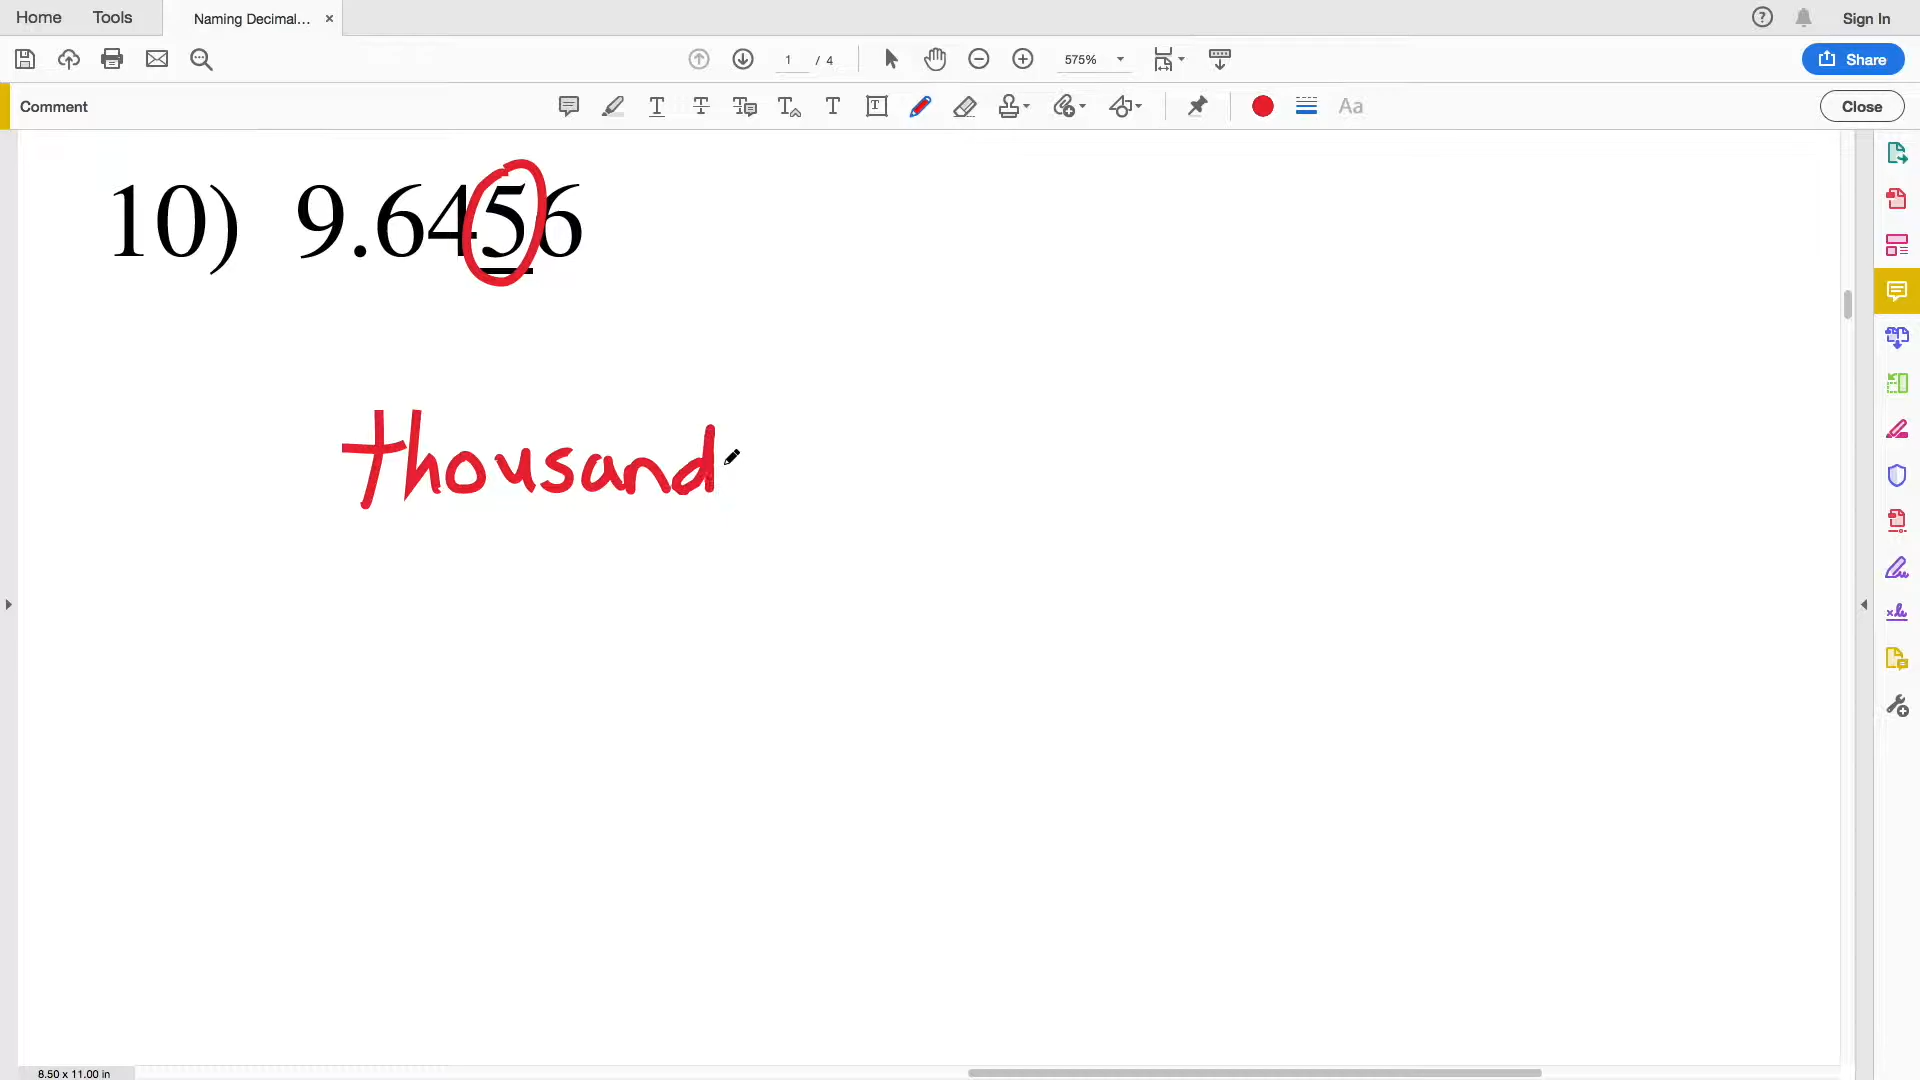 Home Tools Naming Decimal... × Sign In
1 / 4 575% Share
Comment Aa Close
10) 9.6456
thousand
8.50 x 11.00 in